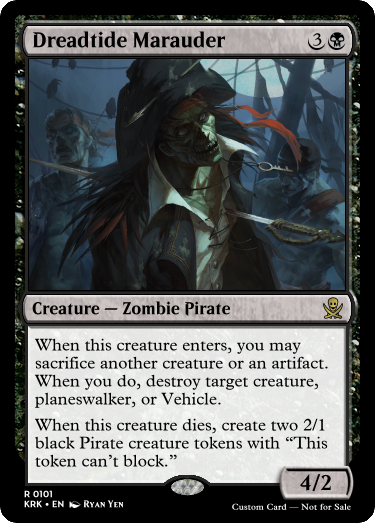 Dreadtide Marauder 3
Creature — Zombie Pirate
When this creature enters, you may
sacrifice another creature or an artifact.
When you do, destroy target creature,
planeswalker, or Vehicle.
When this creature dies, create two 2/1
black Pirate creature tokens with “This
token can’t block.”
4/2
R 0101
KRK • EN Ryan Yen
Custom Card — Not for Sale